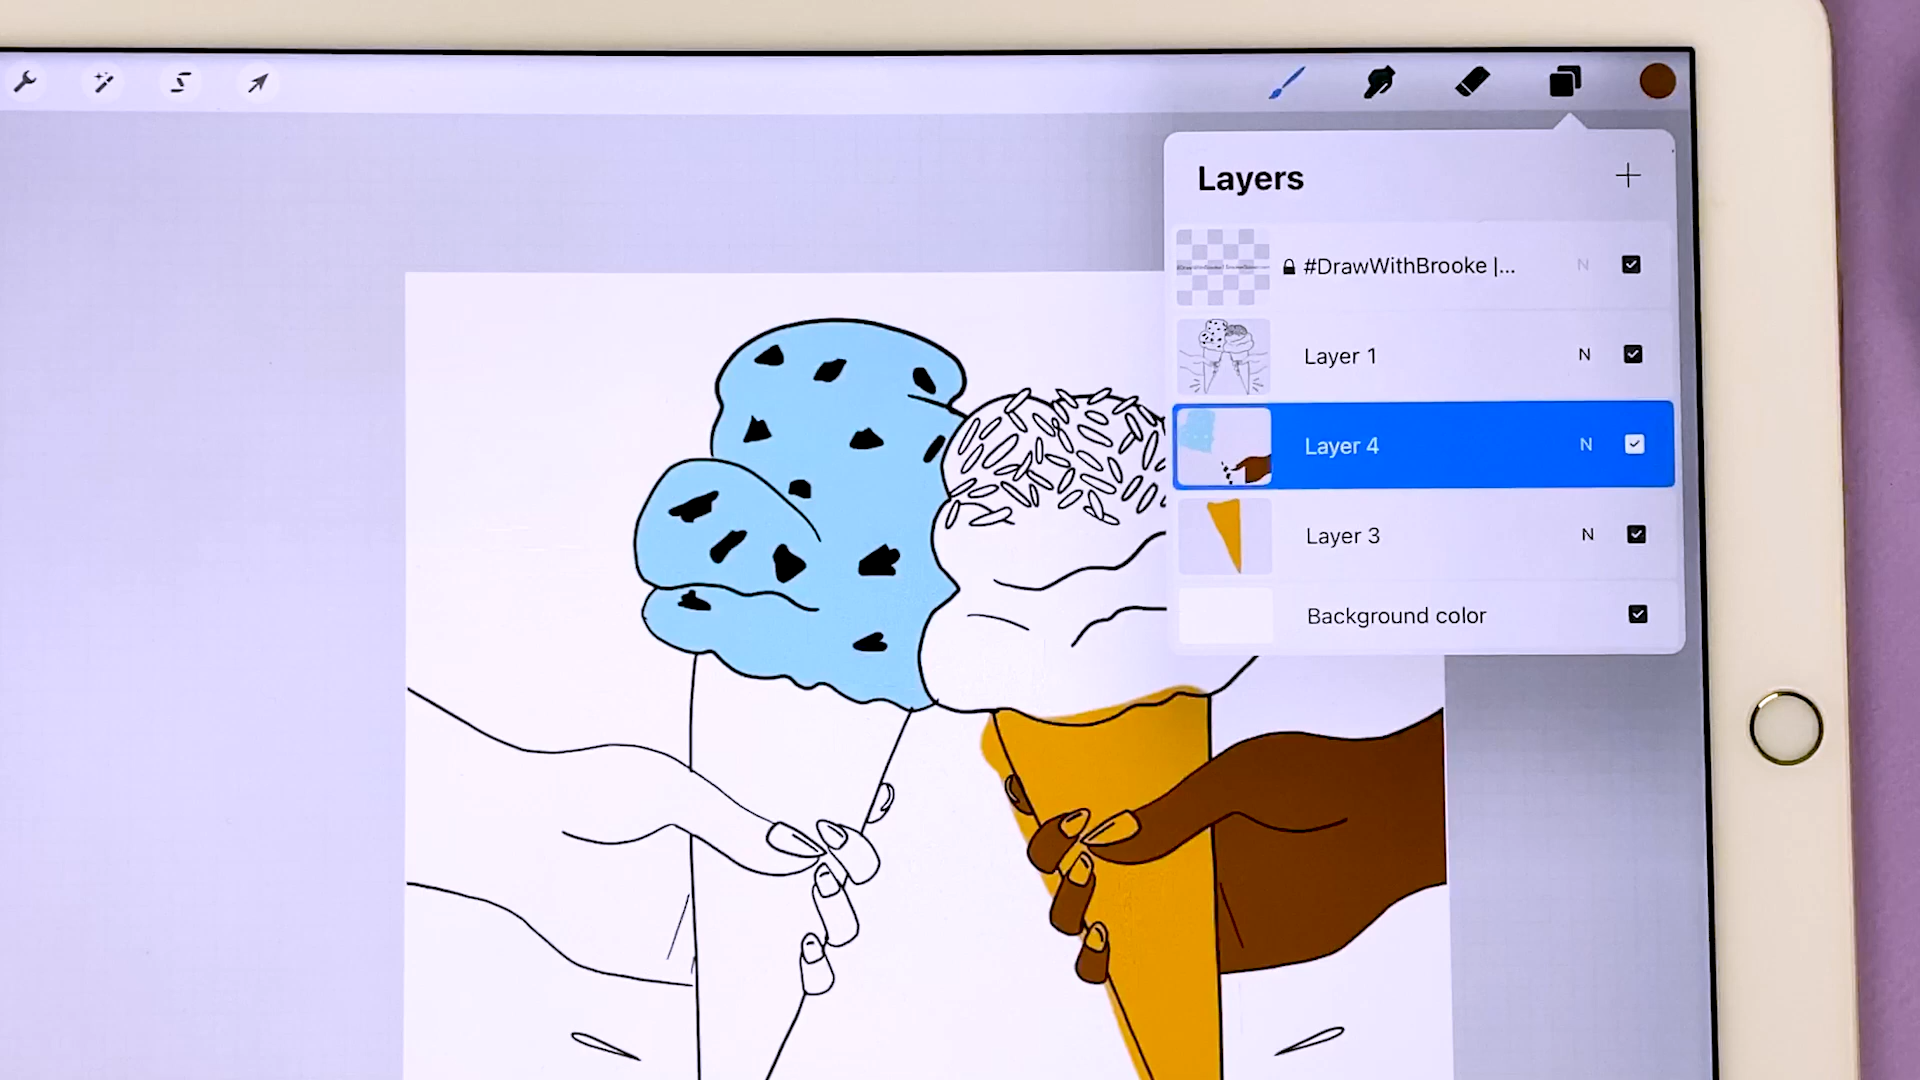 Layers
#DrawWithBrooke |...
N
Layer 1
N
Layer 4
N
Layer 3
N
Background color